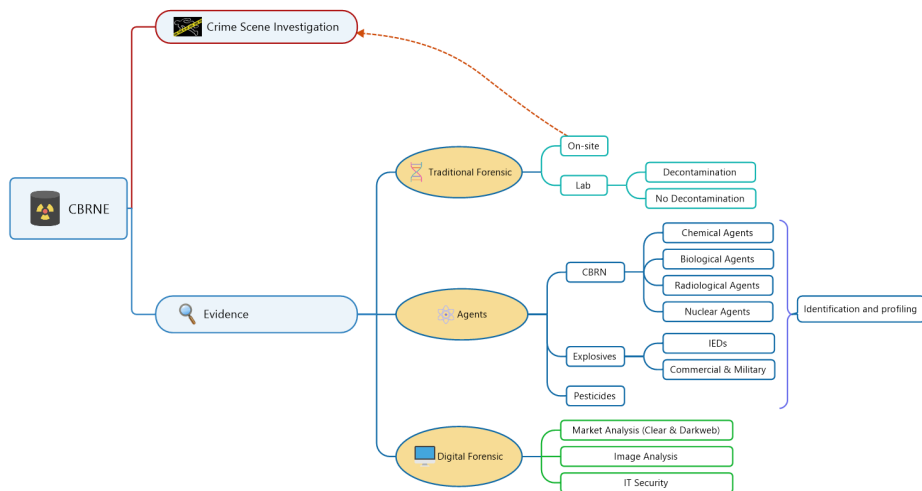 Crime Scene Investigation
CBRNE
Evidence
Traditional Forensic
On-site
Lab
Decontamination
No Decontamination
Agents
CBRN
Chemical Agents
Biological Agents
Radiological Agents
Nuclear Agents
Explosives
IEDs
Commercial & Military
Pesticides
Identification and profiling
Digital Forensic
Market Analysis (Clear & Darkweb)
Image Analysis
IT Security